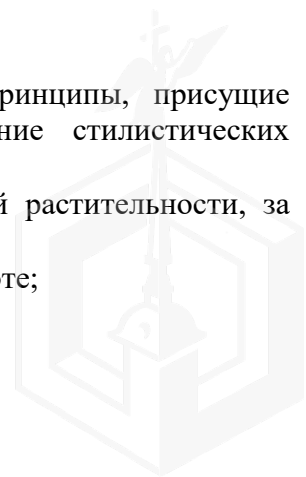 ринципы, присущие
ние стилистических
й растительности, за
те;